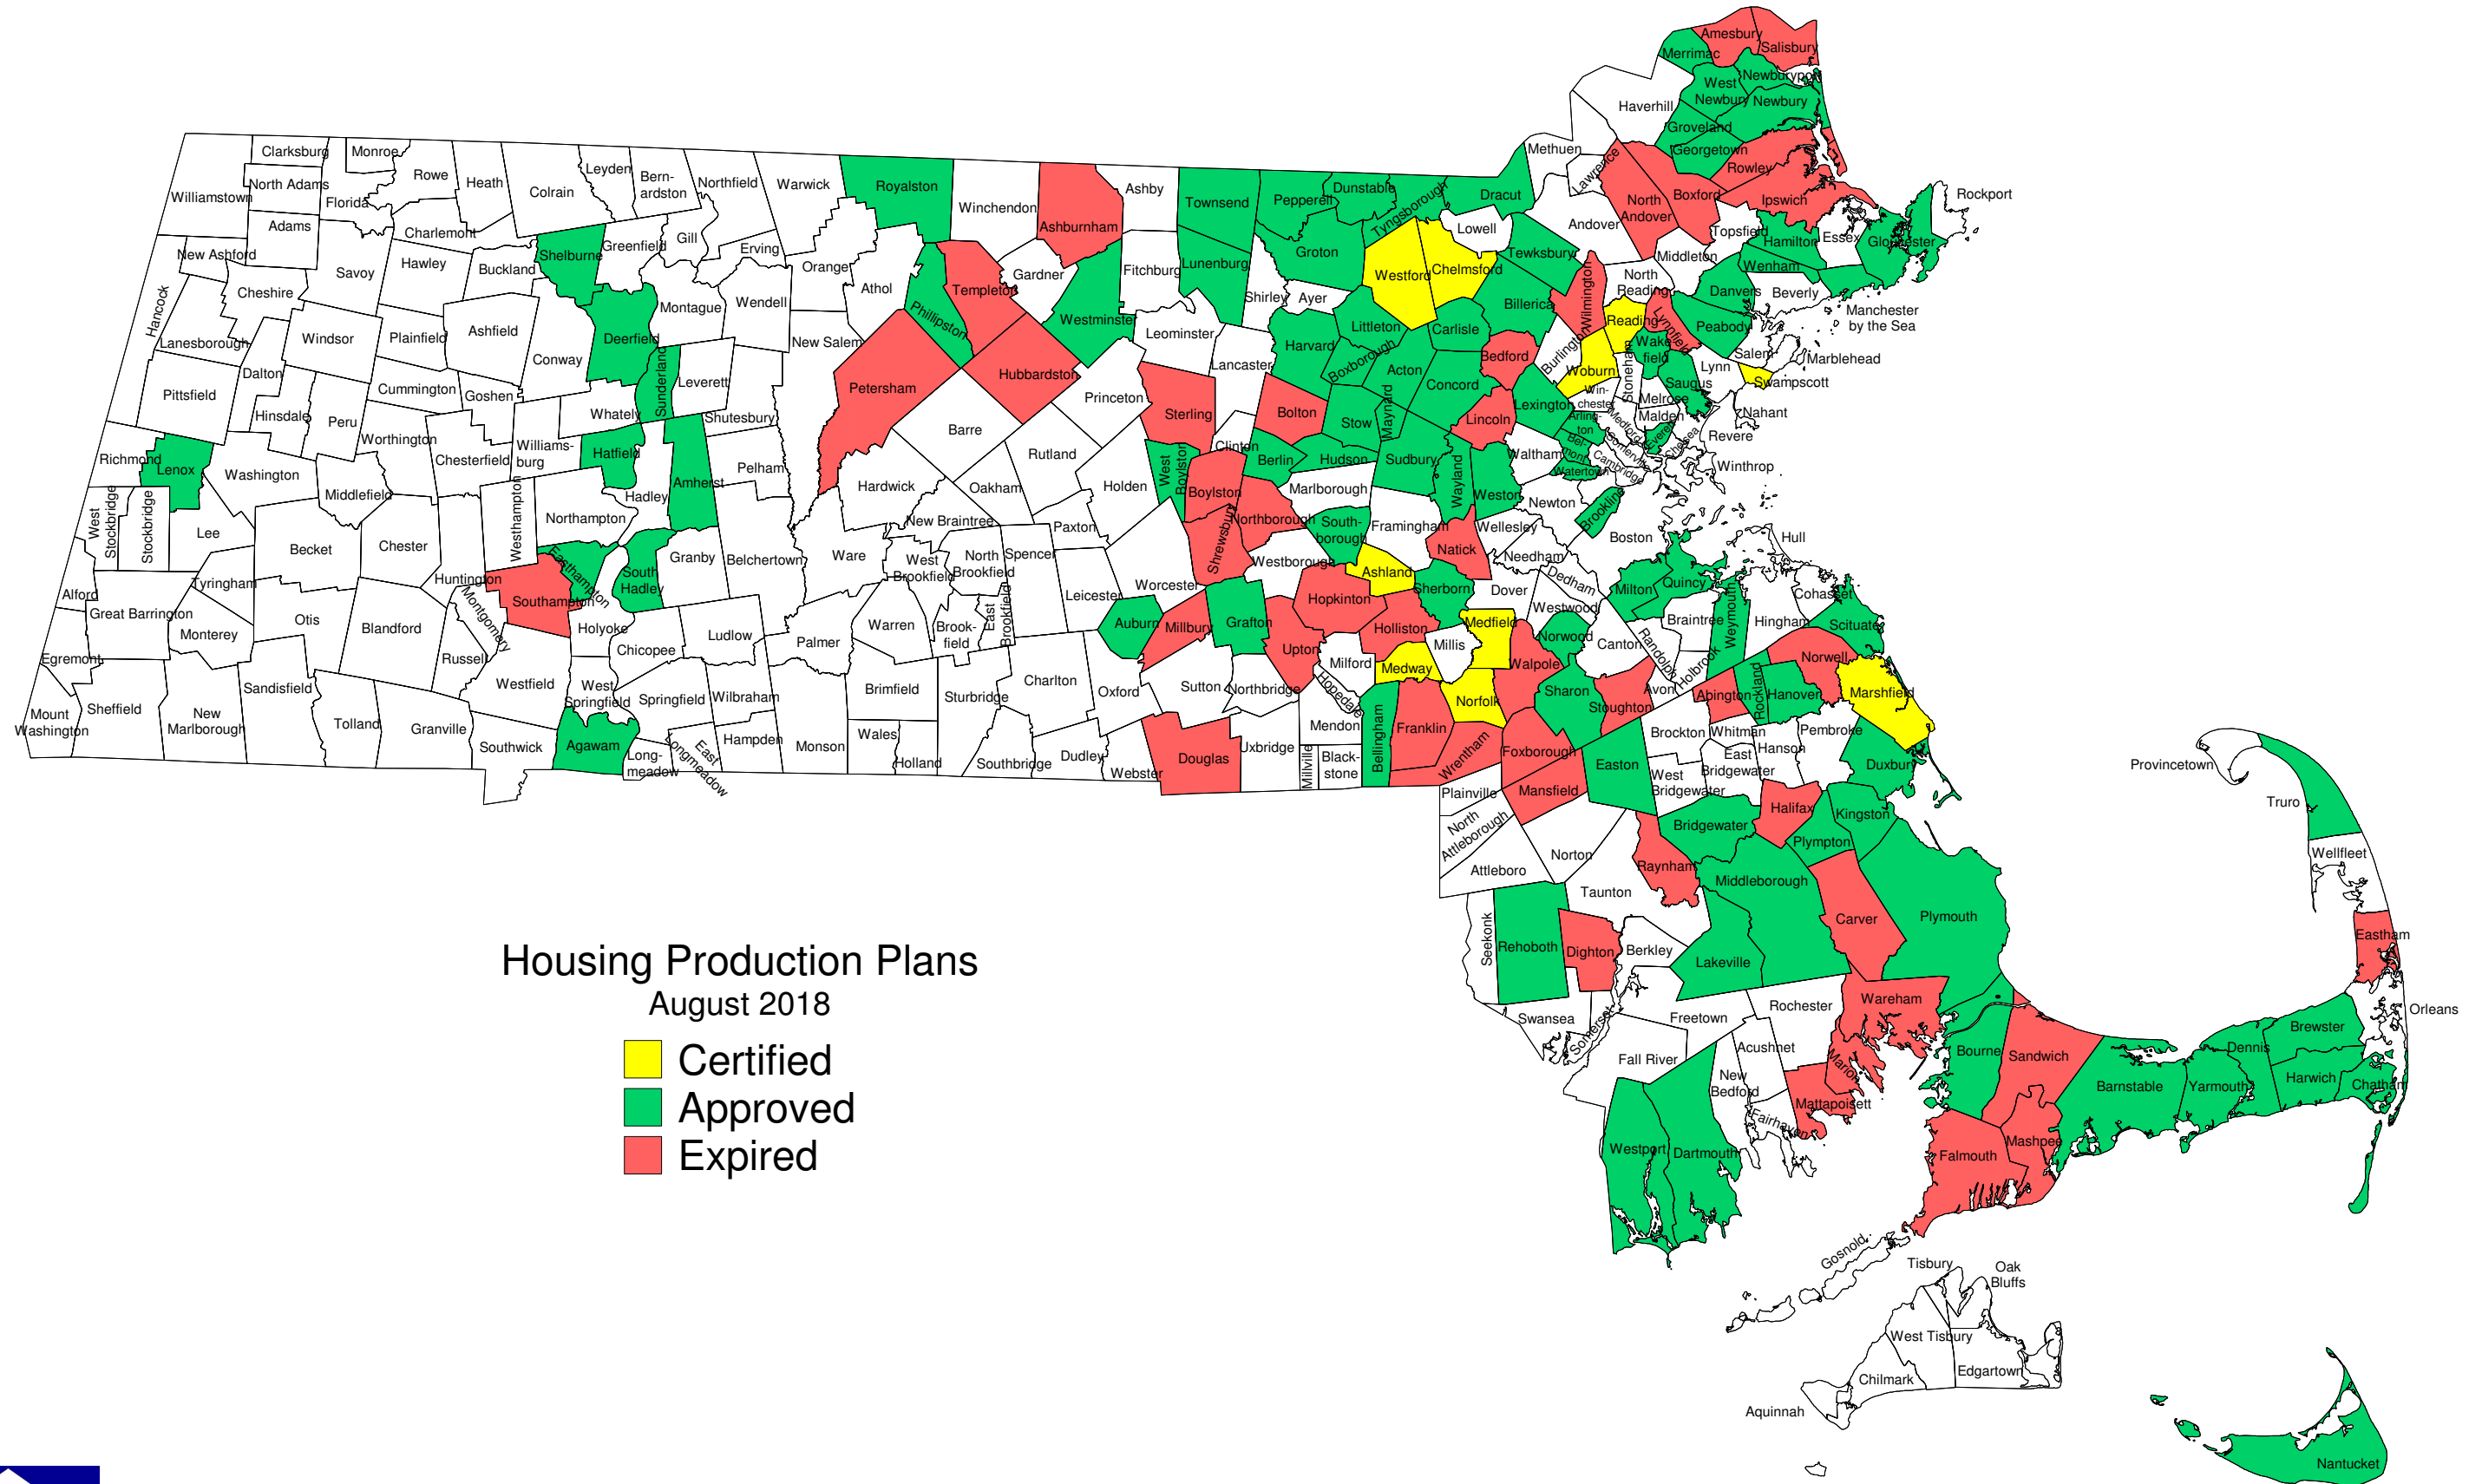 Housing Production Plans
August 2018
Certified
Approved
Expired
Amesbury
Salisbury
Merrimac
Newburyport
West
Newbury
Newbury
Haverhill
Groveland
Georgetown
Rowley
Methuen
Lawrence
North
Andover
Boxford
Ipswich
Rockport
Andover
Topsfield
Hamilton
Essex
Gloucester
Middleton
Wenham
Danvers
Beverly
Manchester
by the Sea
North
Reading
Wilmington
Reading
Lynnfield
Peabody
Salem
Marblehead
Wake
field
Lynn
Swampscott
Saugus
Nahant
Burlington
Woburn
Stoneham
Melrose
Win-
chester
Malden
Medford
Everett
Revere
Chelsea
Winthrop
Arling-
ton
Bel-
mont
Somerville
Cambridge
Watertown
Brookline
Boston
Newton
Waltham
Lexington
Lincoln
Bedford
Billerica
Tewksbury
Lowell
Dracut
Tyngsborough
Dunstable
Pepperell
Townsend
Ashby
Ashburnham
Winchendon
Royalston
Warwick
Northfield
Bern-
ardston
Leyden
Colrain
Heath
Rowe
Monroe
Clarksburg
North Adams
Florida
Williamstown
Adams
Charlemont
Shelburne
Greenfield
Gill
Erving
Orange
New Ashford
Savoy
Hawley
Buckland
Hancock
Cheshire
Lanesborough
Windsor
Plainfield
Ashfield
Conway
Deerfield
Montague
Wendell
Athol
New Salem
Phillipston
Templeton
Gardner
Westminster
Fitchburg
Lunenburg
Shirley
Ayer
Groton
Westford
Chelmsford
Littleton
Carlisle
Boxborough
Acton
Concord
Harvard
Lancaster
Leominster
Princeton
Hubbardston
Petersham
Sterling
Bolton
Stow
Maynard
Clinton
Berlin
Hudson
Sudbury
Wayland
Weston
Marlborough
Framingham
Wellesley
Needham
Natick
Dedham
Dover
Westwood
Sherborn
Ashland
South-
borough
Northborough
Westborough
Shrewsbury
Boylston
West
Boylston
Holden
Rutland
Barre
Oakham
Paxton
Hardwick
New Braintree
Ware
West
Brookfield
North
Brookfield
Spencer
East
Brookfield
Brook-
field
Warren
Leicester
Worcester
Auburn
Millbury
Grafton
Upton
Hopkinton
Holliston
Medfield
Millis
Medway
Milford
Hopedale
Mendon
Bellingham
Franklin
Norfolk
Walpole
Norwood
Sharon
Canton
Stoughton
Randolph
Milton
Quincy
Braintree
Weymouth
Holbrook
Avon
Hull
Hingham
Cohasset
Scituate
Norwell
Rockland
Hanover
Abington
Marshfield
Pembroke
Brockton
Whitman
Hanson
East
Bridgewater
West
Bridgewater
Duxbury
Easton
Foxborough
Wrentham
Mansfield
Plainville
North
Attleborough
Attleboro
Norton
Taunton
Raynham
Bridgewater
Halifax
Kingston
Plympton
Middleborough
Carver
Plymouth
Lakeville
Berkley
Dighton
Rehoboth
Seekonk
Swansea
Somerset
Freetown
Fall River
Rochester
Acushnet
New
Bedford
Fairhaven
Mattapoisett
Marion
Wareham
Westport
Dartmouth
Bourne
Sandwich
Falmouth
Mashpee
Barnstable
Yarmouth
Dennis
Brewster
Harwich
Chatham
Orleans
Eastham
Wellfleet
Truro
Provincetown
Gosnold
Tisbury
Oak
Bluffs
West Tisbury
Edgartown
Chilmark
Aquinnah
Nantucket
Pittsfield
Dalton
Hinsdale
Peru
Cummington
Goshen
Worthington
Chesterfield
Williams-
burg
Whately
Sunderland
Leverett
Shutesbury
Hatfield
Hadley
Amherst
Pelham
Richmond
Lenox
Washington
Middlefield
West
Stockbridge
Stockbridge
Lee
Becket
Chester
Huntington
Westhampton
Northampton
Easthampton
Southampton
South
Hadley
Granby
Belchertown
Alford
Great Barrington
Tyringham
Monterey
Otis
Blandford
Montgomery
Russell
Holyoke
Chicopee
Ludlow
Palmer
Egremont
Sheffield
Mount
Washington
New
Marlborough
Sandisfield
Tolland
Granville
Westfield
West
Springfield
Springfield
Wilbraham
Southwick
Agawam
Long-
meadow
East
Longmeadow
Hampden
Monson
Brimfield
Wales
Holland
Sturbridge
Southbridge
Charlton
Dudley
Oxford
Webster
Sutton
Northbridge
Douglas
Uxbridge
Millville
Black-
stone